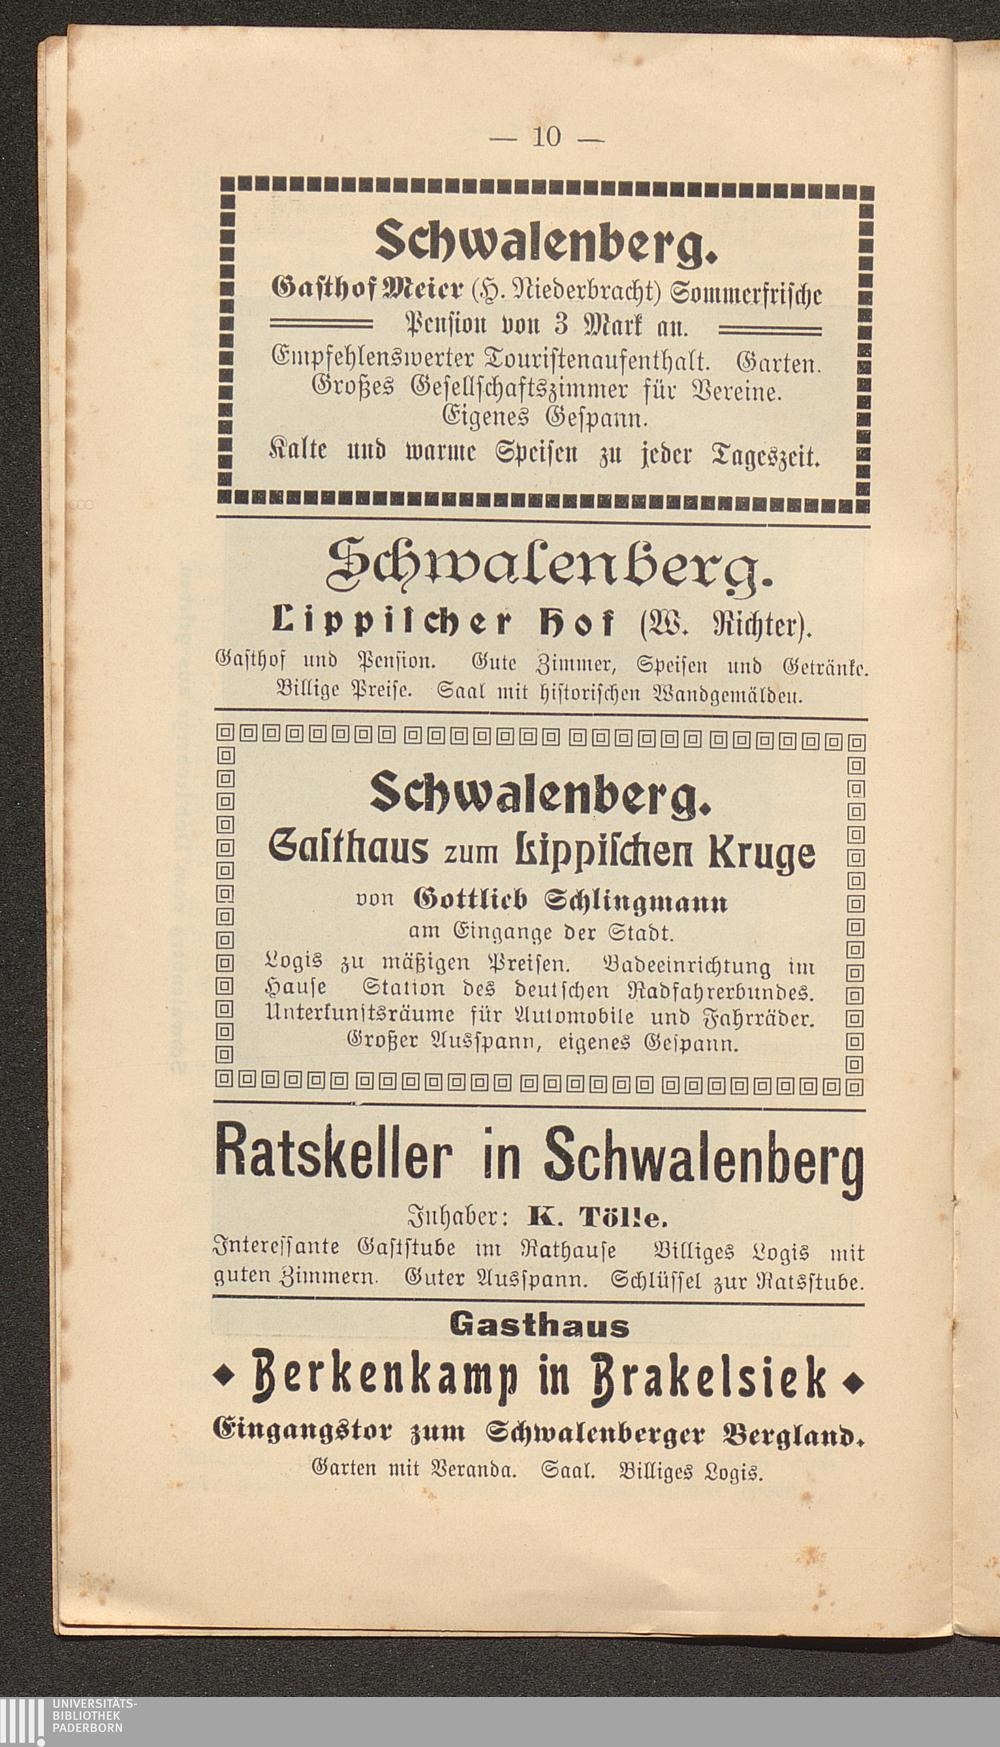 — 10 —
Schwalenberg.
Gasthof Meier (H. Niederbracht) Sommerfrische
Pension von 3 Mark an.
Empfehlenswerter Touristenaufenthalt. Garten.
Großes Gesellschaftszimmer für Vereine.
Eigenes Gespann.
Kalte und warme Speisen zu jeder Tageszeit.
Schwalenberg.
Lippischer Hof (W. Richter).
Gasthof und Pension. Gute Zimmer, Speisen und Getränke.
Billige Preise. Saal mit historischen Wandgemälden.
Schwalenberg.
Gasthaus zum Lippischen Kruge
von Gottlieb Schlingmann
am Eingange der Stadt.
Logis zu mäßigen Preisen. Badeeinrichtung im
Hause Station des deutschen Radfahrerbundes.
Unterkunftsräume für Automobile und Fahrräder.
Großer Ausspann, eigenes Gespann.
Ratskeller in Schwalenberg
Inhaber: K. Tölle.
Interessante Gaststube im Rathause Billiges Logis mit
guten Zimmern. Guter Ausspann. Schlüssel zur Ratsstube.
Gasthaus
Berkenkamp in Brakelsiek
Eingangstor zum Schwalenberger Bergland.
Garten mit Veranda. Saal. Billiges Logis.
UNIVERSITÄTS-
BIBLIOTHEK
PADERBORN